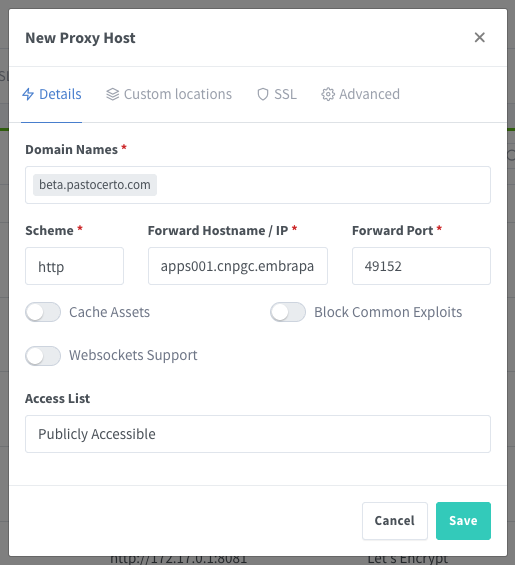 New Proxy Host
Details Custom locations SSL Advanced
Domain Names *
beta.pastocerto.com
Scheme * Forward Hostname / IP * Forward Port *
http apps001.cnpgc.embrapa 49152
Cache Assets Block Common Exploits
Websockets Support
Access List
Publicly Accessible
Cancel Save
http://172.17.0.1:8081 Let's Encrypt